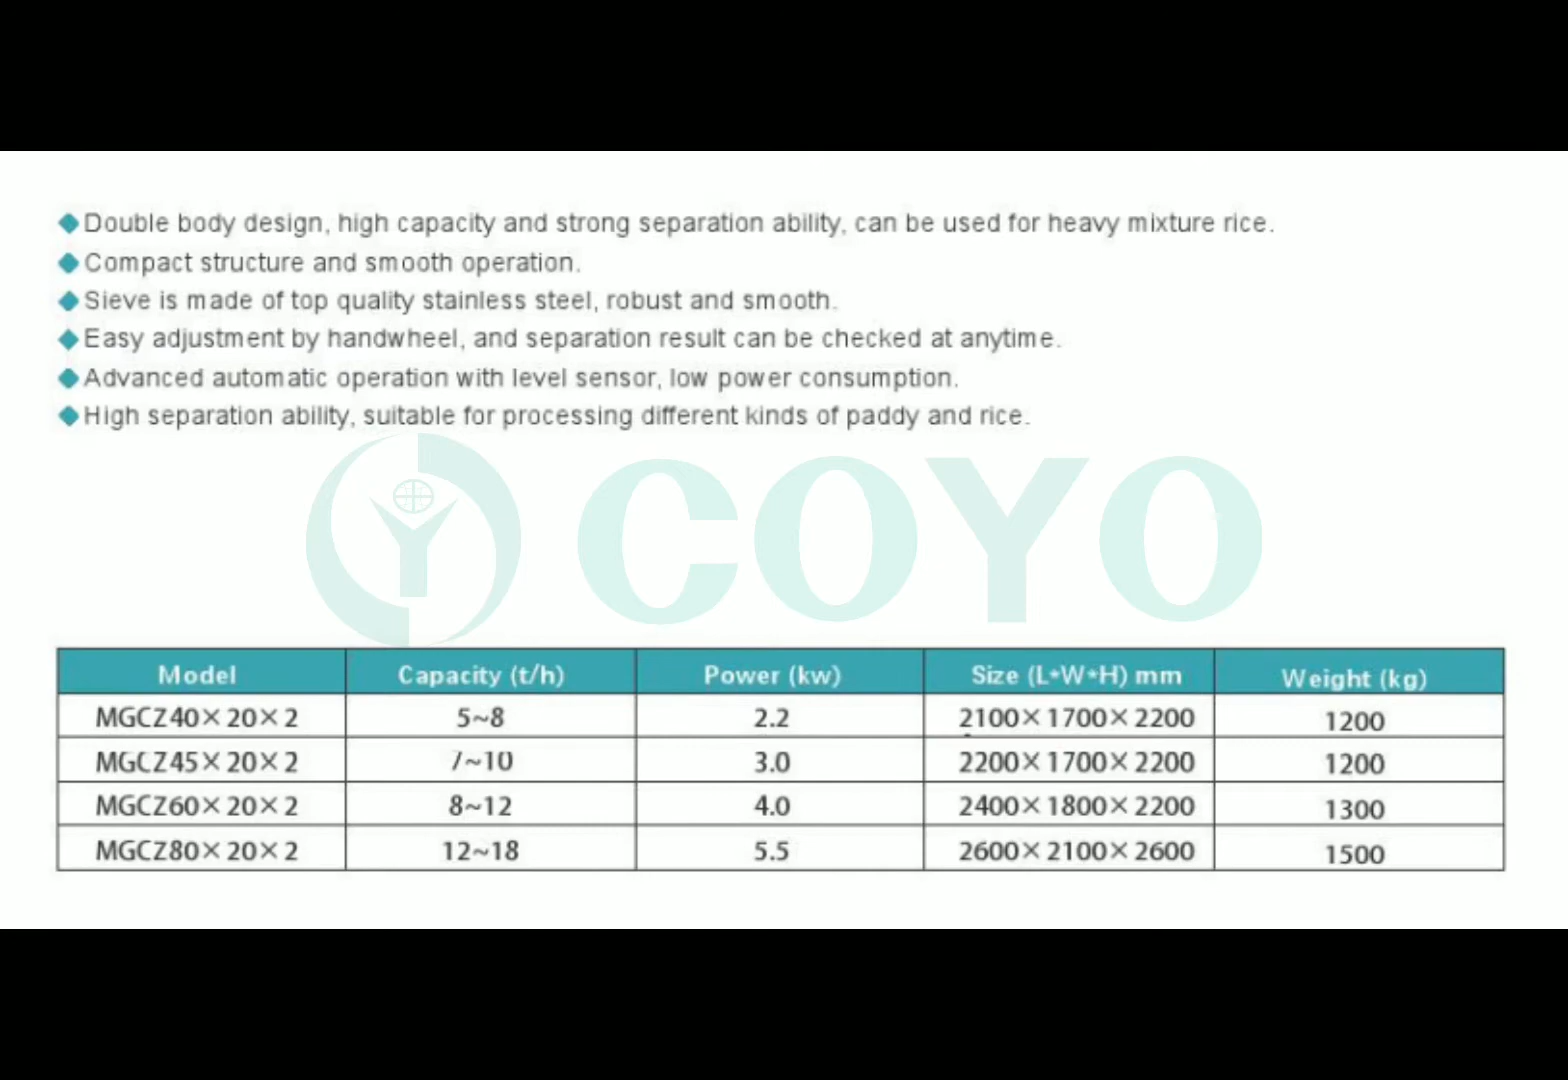 Double body design, high capacity and strong separation ability, can be used for heavy mixture rice.
Compact structure and smooth operation.
Sieve is made of top quality stainless steel, robust and smooth.
Easy adjustment by handwheel, and separation result can be checked at anytime.
Advanced automatic operation with level sensor, low power consumption.
High separation ability, suitable for processing different kinds of paddy and rice.
COYO
Model Capacity (t/h) Power (kw) Size (L*W*H) mm Weight (kg)
MGCZ40×20×2 5~8 2.2 2100×1700×2200 1200
MGCZ45×20×2 7~10 3.0 2200×1700×2200 1200
MGCZ60×20×2 8~12 4.0 2400×1800×2200 1300
MGCZ80×20×2 12~18 5.5 2600×2100×2600 1500